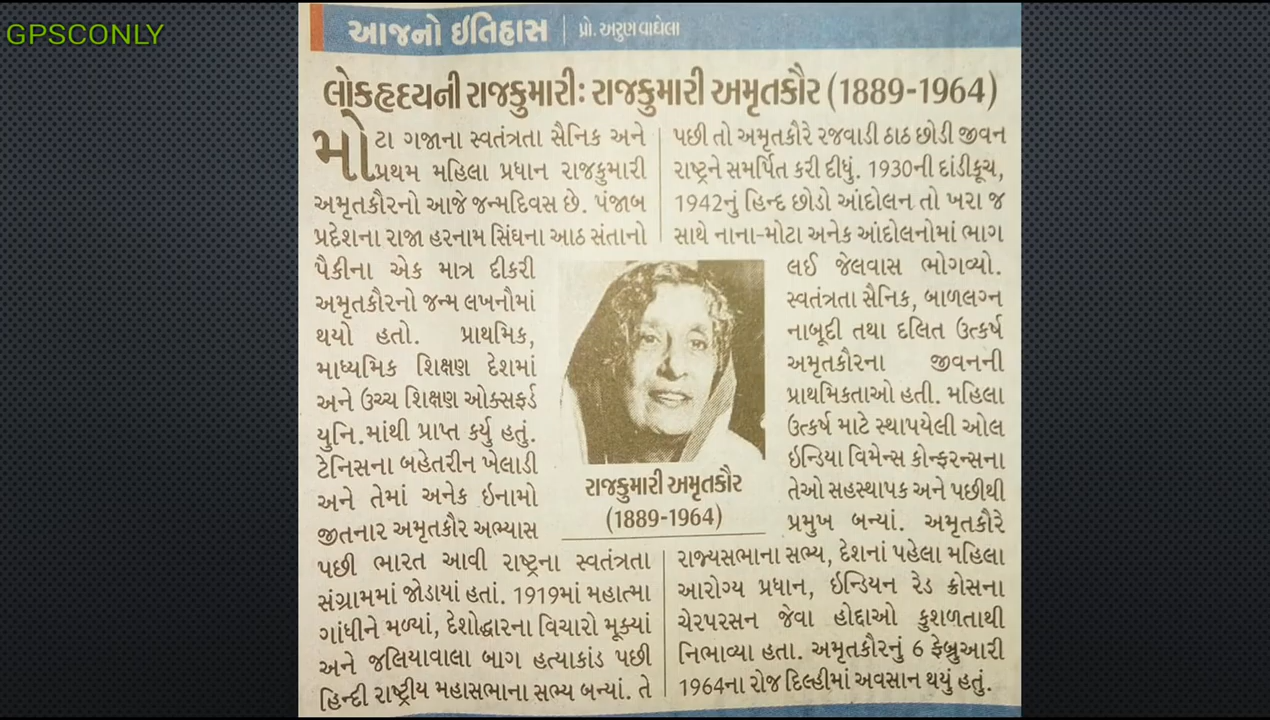 GPSCONLY
આજનો ઇતિહાસ | પ્રો. અરુણ વાઘેલા
લોકહૃદયની રાજકુમારી: રાજકુમારી અમૃતકૌર (1889-1964)
મોટા ગજાના સ્વતંત્રતા સૈનિક અને
પ્રથમ મહિલા પ્રધાન રાજકુમારી
અમૃતકૌરનો આજે જન્મદિવસ છે. પંજાબ
પ્રદેશના રાજા હરનામ સિંઘના આઠ સંતાનો
પૈકીના એક માત્ર દીકરી
અમૃતકૌરનો જન્મ લખનૌમાં
થયો હતો. પ્રાથમિક,
માધ્યમિક શિક્ષણ દેશમાં
અને ઉચ્ચ શિક્ષણ ઓક્સફર્ડ
યુનિ.માંથી પ્રાપ્ત કર્યુ હતું.
ટેનિસના બહેતરીન ખેલાડી
અને તેમાં અનેક ઇનામો
જીતનાર અમૃતકૌર અભ્યાસ
પછી ભારત આવી રાષ્ટ્રના સ્વતંત્રતા
સંગ્રામમાં જોડાયાં હતાં. 1919માં મહાત્મા
ગાંધીને મળ્યાં, દેશોદ્ધારના વિચારો મૂક્યાં
અને જલિયાવાલા બાગ હત્યાકાંડ પછી
હિન્દી રાષ્ટ્રીય મહાસભાના સભ્ય બન્યાં. તે
પછી તો અમૃતકૌરે રજવાડી ઠાઠ છોડી જીવન
રાષ્ટ્રને સમર્પિત કરી દીધું. 1930ની દાંડીકૂચ,
1942નું હિન્દ છોડો આંદોલન તો ખરા જ
સાથે નાના-મોટા અનેક આંદોલનોમાં ભાગ
લઈ જેલવાસ ભોગવ્યો.
સ્વતંત્રતા સૈનિક, બાળલગ્ન
નાબૂદી તથા દલિત ઉત્કર્ષ
અમૃતકૌરના જીવનની
પ્રાથમિકતાઓ હતી. મહિલા
ઉત્કર્ષ માટે સ્થાપયેલી ઓલ
ઇન્ડિયા વિમેન્સ કોન્ફરન્સના
તેઓ સહસ્થાપક અને પછીથી
પ્રમુખ બન્યાં. અમૃતકૌરે
રાજ્યસભાના સભ્ય, દેશનાં પહેલા મહિલા
આરોગ્ય પ્રધાન, ઇન્ડિયન રેડ ક્રોસના
ચેરપરસન જેવા હોદ્દાઓ કુશળતાથી
નિભાવ્યા હતા. અમૃતકૌરનું 6 ફેબ્રુઆરી
1964ના રોજ દિલ્હીમાં અવસાન થયું હતું.
રાજકુમારી અમૃતકૌર
(1889-1964)